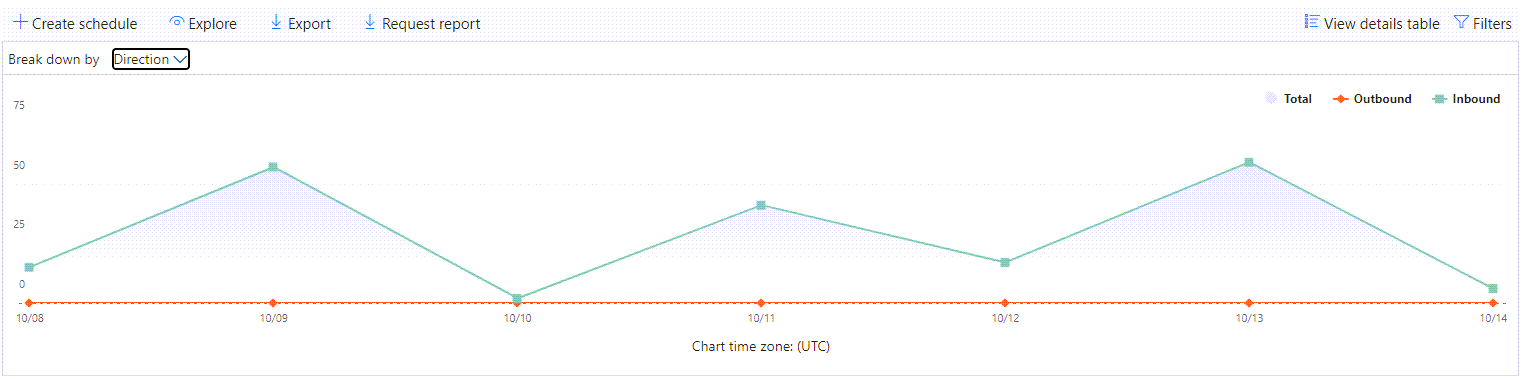 Create schedule Explore Export Request report View details table Filters
Break down by Direction
Total Outbound Inbound
75
50
25
0
10/08 10/09 10/10 10/11 10/12 10/13 10/14
Chart time zone: (UTC)